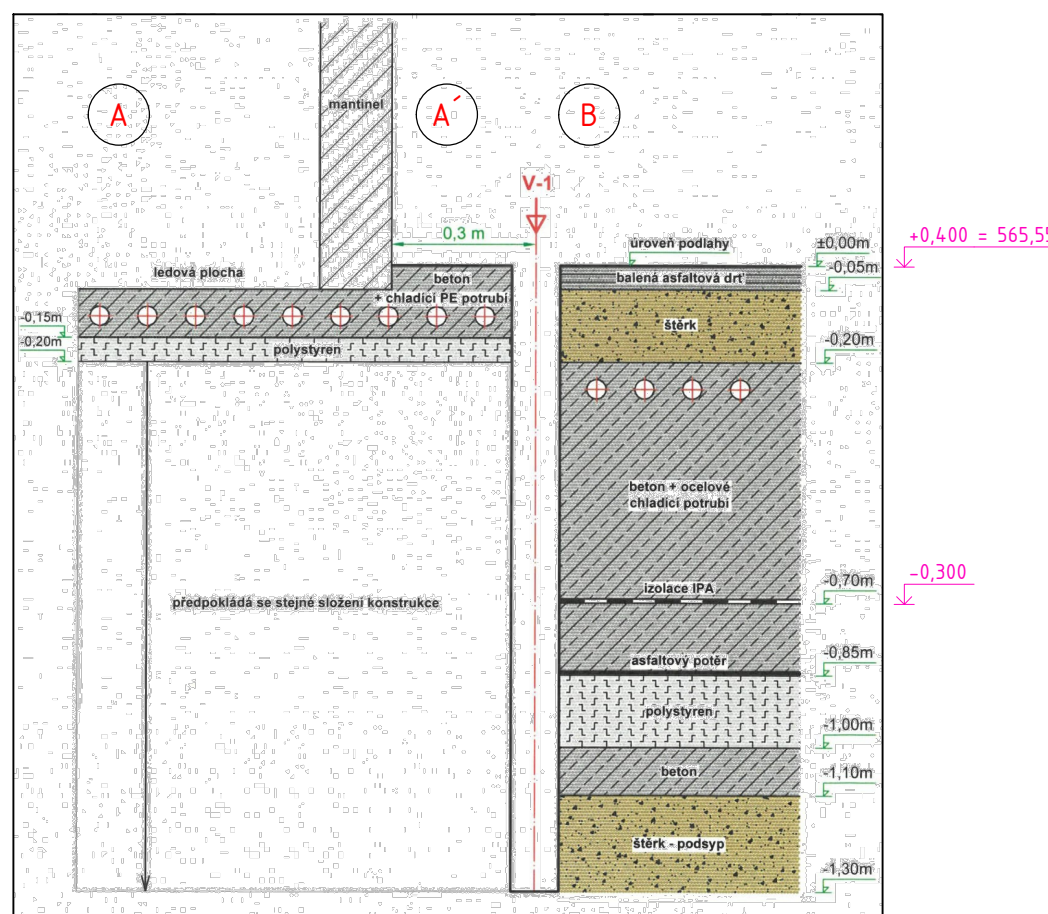 A
mantinel
A´
B
V-1
0,3 m
úroveň podlahy
±0,00m
-0,05m
ledová plocha
beton
+ chladící PE potrubí
balená asfaltová drť
štěrk
-0,15m
-0,20m
polystyren
-0,20m
beton + ocelové
chladící potrubí
předpokládá se stejné složení konstrukce
izolace IPA
-0,70m
asfaltový potěr
-0,85m
polystyren
-1,00m
beton
-1,10m
štěrk - podsyp
-1,30m
+0,400 = 565,55
-0,300